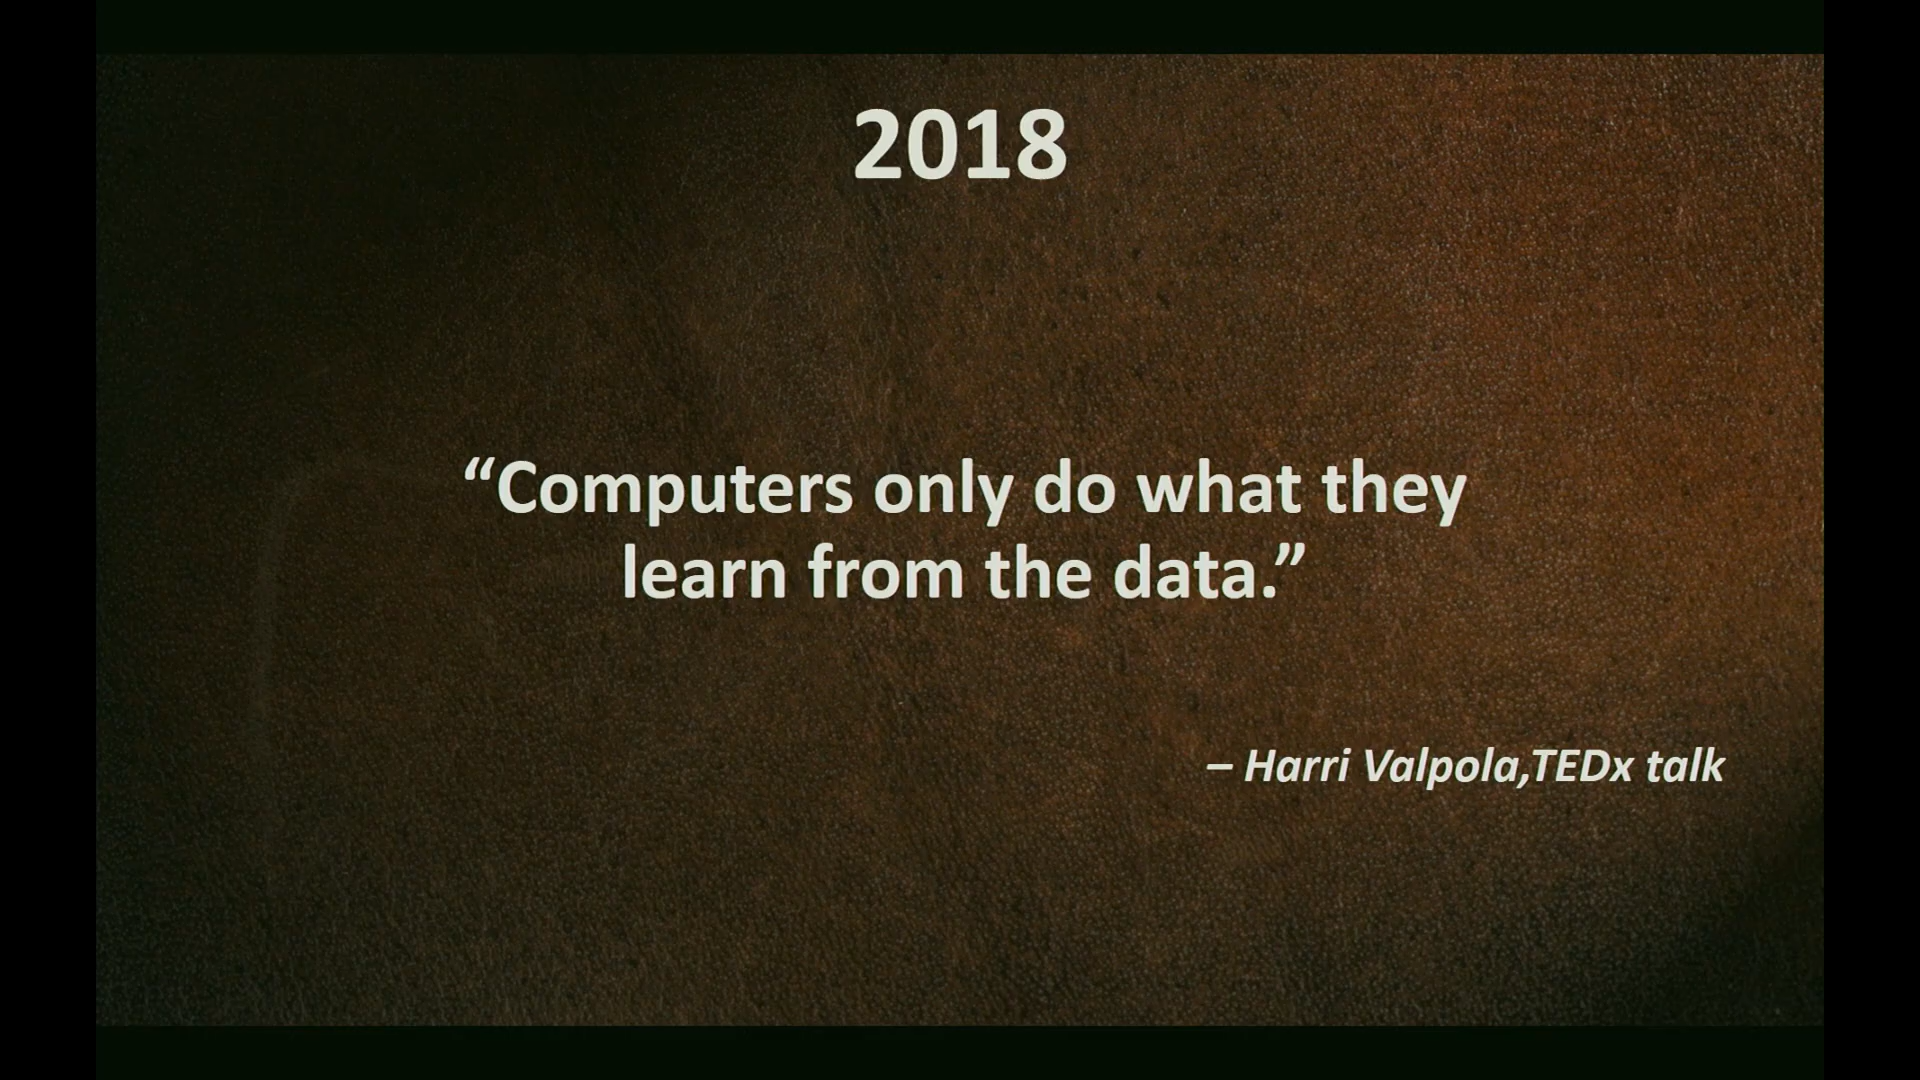 2018
“Computers only do what they
learn from the data.”
– Harri Valpola,TEDx talk